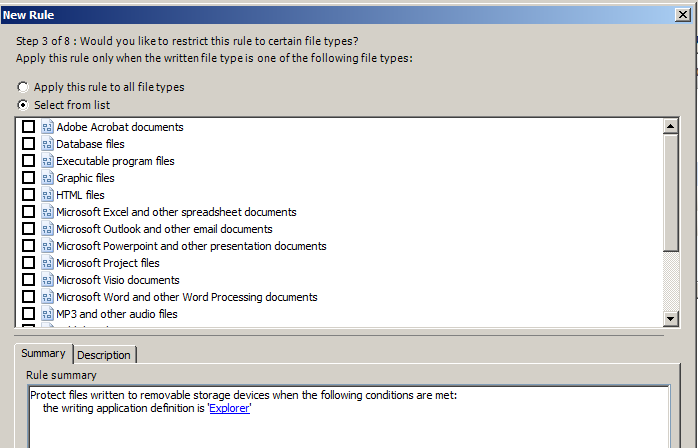 New Rule
Step 3 of 8 : Would you like to restrict this rule to certain file types?
Apply this rule only when the written file type is one of the following file types:
Apply this rule to all file types
Select from list
Adobe Acrobat documents
Database files
Executable program files
Graphic files
HTML files
Microsoft Excel and other spreadsheet documents
Microsoft Outlook and other email documents
Microsoft Powerpoint and other presentation documents
Microsoft Project files
Microsoft Visio documents
Microsoft Word and other Word Processing documents
MP3 and other audio files
Summary Description
Rule summary
Protect files written to removable storage devices when the following conditions are met:
the writing application definition is 'Explorer'